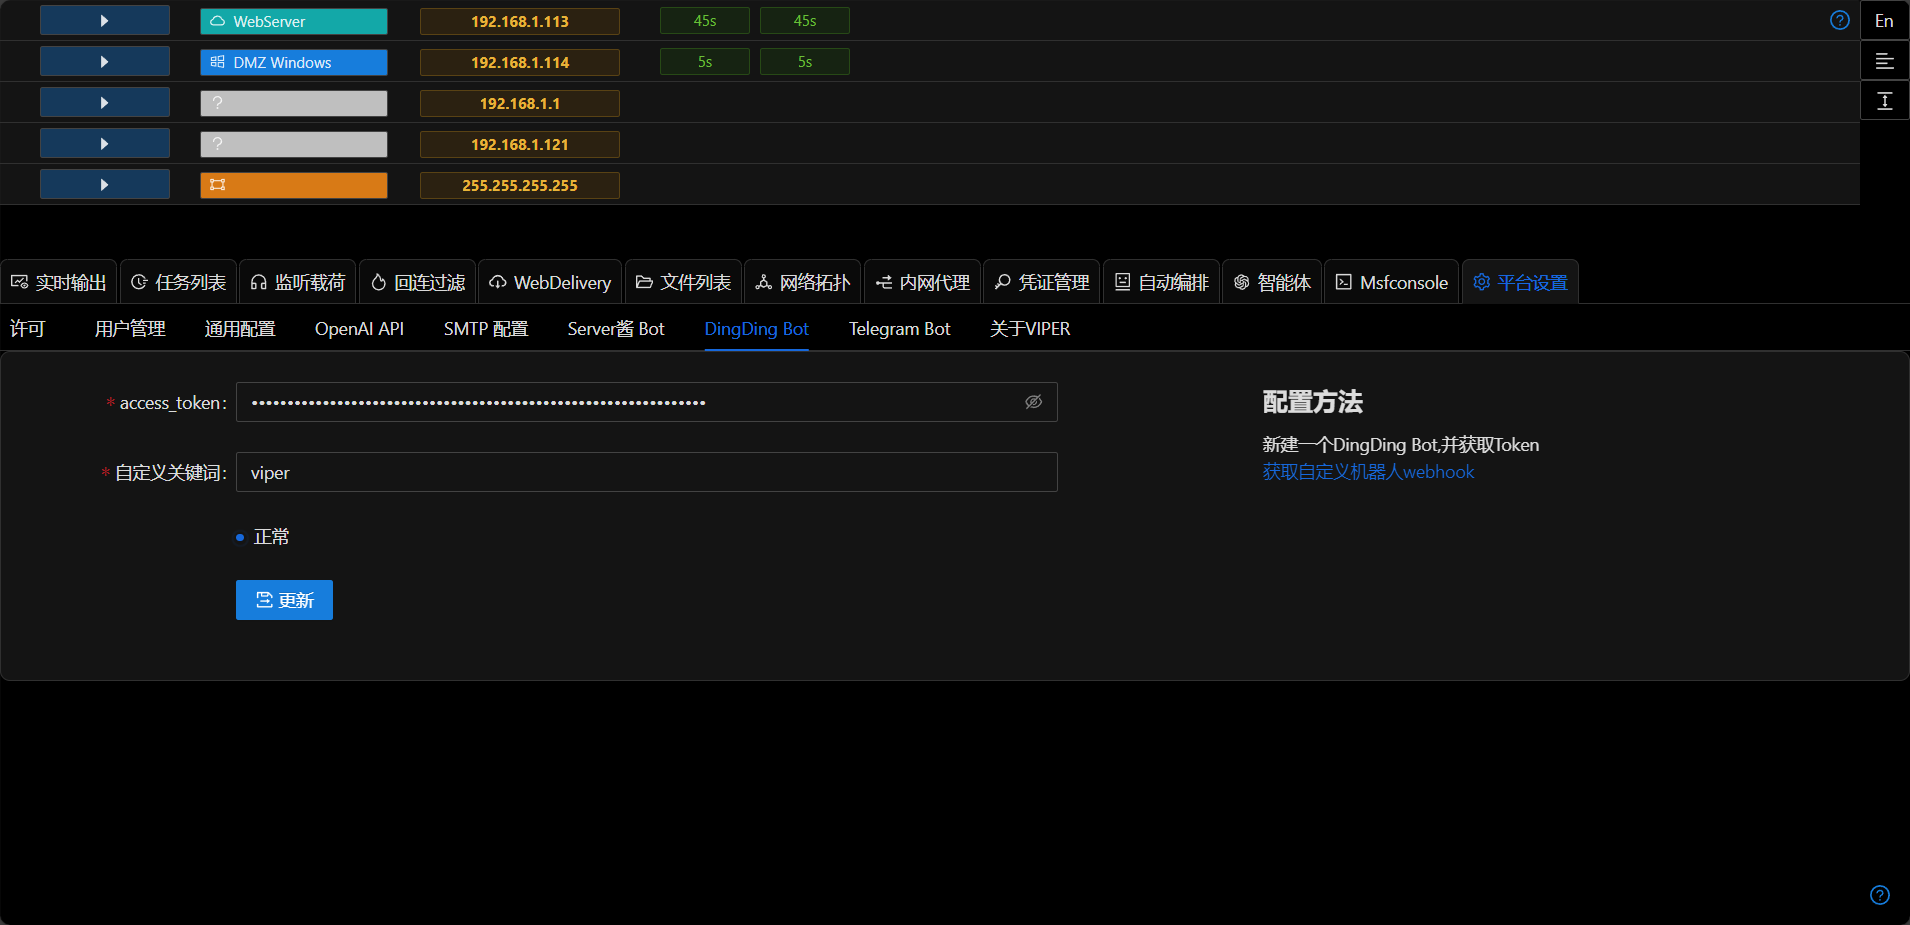 WebServer 192.168.1.113 45s 45s En
DMZ Windows 192.168.1.114 5s 5s
? 192.168.1.1
? 192.168.1.121
255.255.255.255
实时输出 任务列表 监听载荷 回连过滤 WebDelivery 文件列表 网络拓扑 内网代理 凭证管理 自动编排 智能体 Msfconsole 平台设置
许可 用户管理 通用配置 OpenAI API SMTP 配置 Server酱 Bot DingDing Bot Telegram Bot 关于VIPER
* access_token:
配置方法
新建一个DingDing Bot,并获取Token
获取自定义机器人webhook
* 自定义关键词: viper
正常
更新